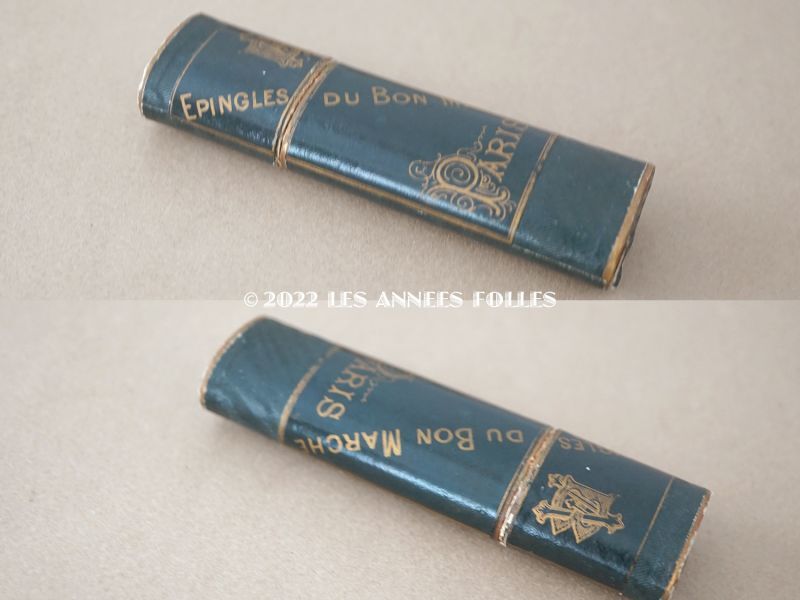 EPINGLES DU BON M
PARIS
© 2022 LES ANNEES FOLLES
PARIS
DU BON MARCHE